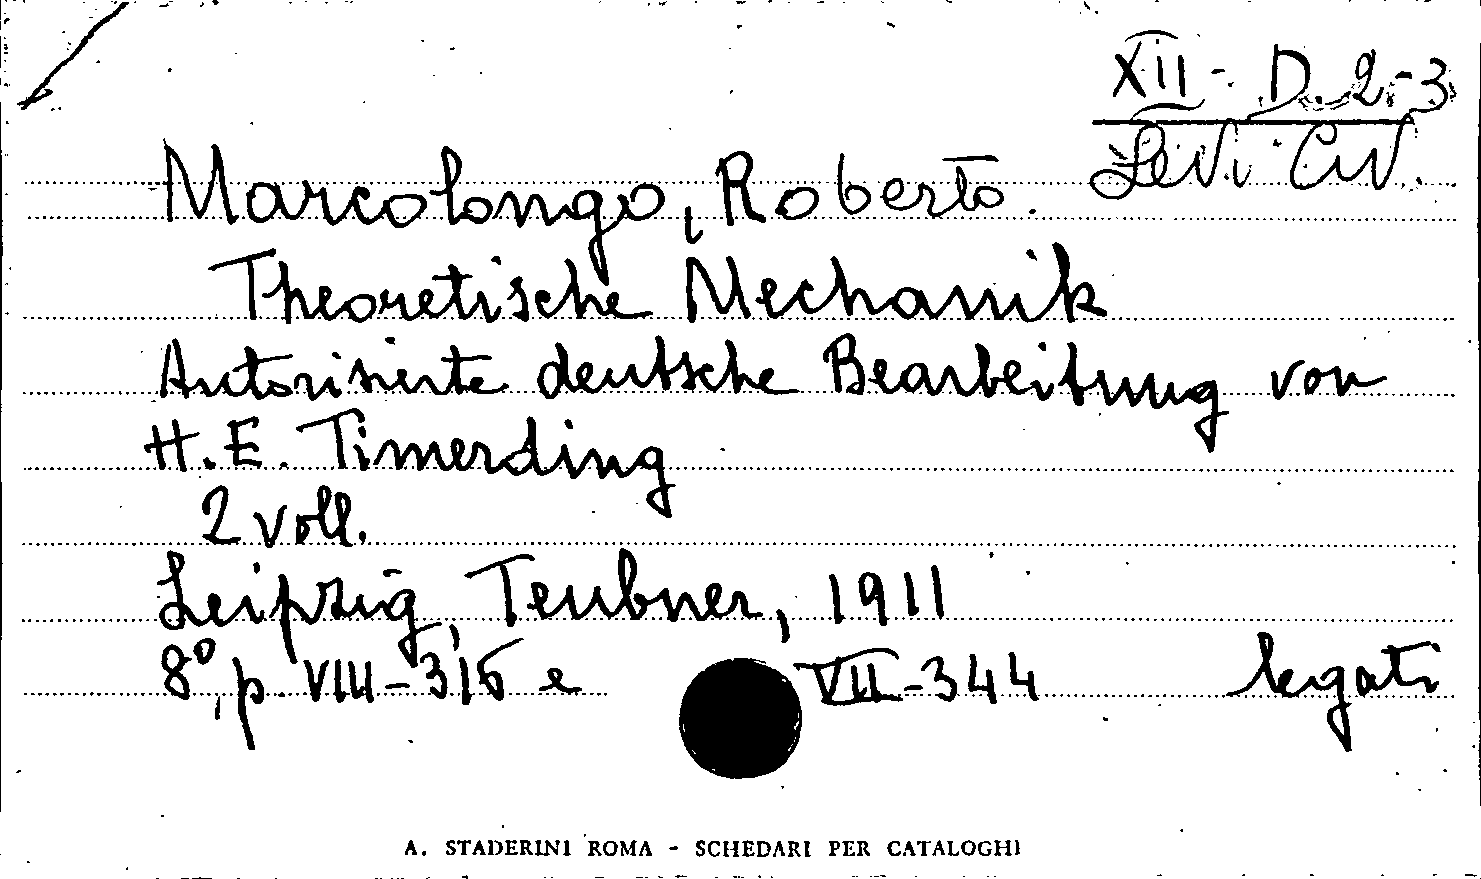 XII - D. 2-3
Levi Civ.
Marcolongo, Roberto.
Theoretische Mechanik
Autorisierte deutsche Bearbeitung von
H. E. Timerding
2 voll.
Leipzig, Teubner, 1911
8°, p. VIII-316 e VII-344 legati
A. STADERINI ROMA - SCHEDARI PER CATALOGHI